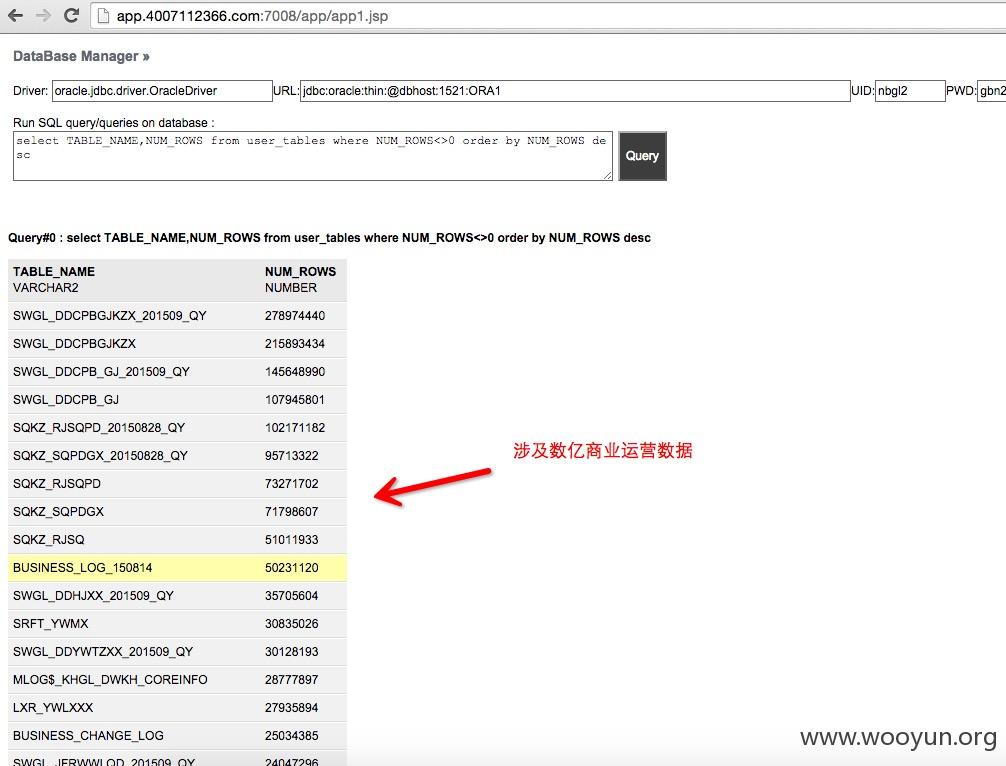 app.4007112366.com:7008/app/app1.jsp
DataBase Manager »
Driver: oracle.jdbc.driver.OracleDriver URL: jdbc:oracle:thin:@dbhost:1521:ORA1 UID: nbgl2 PWD: gbn2
Run SQL query/queries on database :
select TABLE_NAME,NUM_ROWS from user_tables where NUM_ROWS<>0 order by NUM_ROWS de
sc
Query
Query#0 : select TABLE_NAME,NUM_ROWS from user_tables where NUM_ROWS<>0 order by NUM_ROWS desc
TABLE_NAME NUM_ROWS
VARCHAR2 NUMBER
SWGL_DDCPBGJKZX_201509_QY 278974440
SWGL_DDCPBGJKZX 215893434
SWGL_DDCPB_GJ_201509_QY 145648990
SWGL_DDCPB_GJ 107945801
SQKZ_RJSQPD_20150828_QY 102171182
SQKZ_SQPDGX_20150828_QY 95713322
涉及数亿商业运营数据
SQKZ_RJSQPD 73271702
SQKZ_SQPDGX 71798607
SQKZ_RJSQ 51011933
BUSINESS_LOG_150814 50231120
SWGL_DDHJXX_201509_QY 35705604
SRFT_YWMX 30835026
SWGL_DDYWTZXX_201509_QY 30128193
MLOG$_KHGL_DWKH_COREINFO 28777897
LXR_YWLXXX 27935894
BUSINESS_CHANGE_LOG 25034385
SWGL_JFRWWLQD_201509_QY 24047296
www.wooyun.org